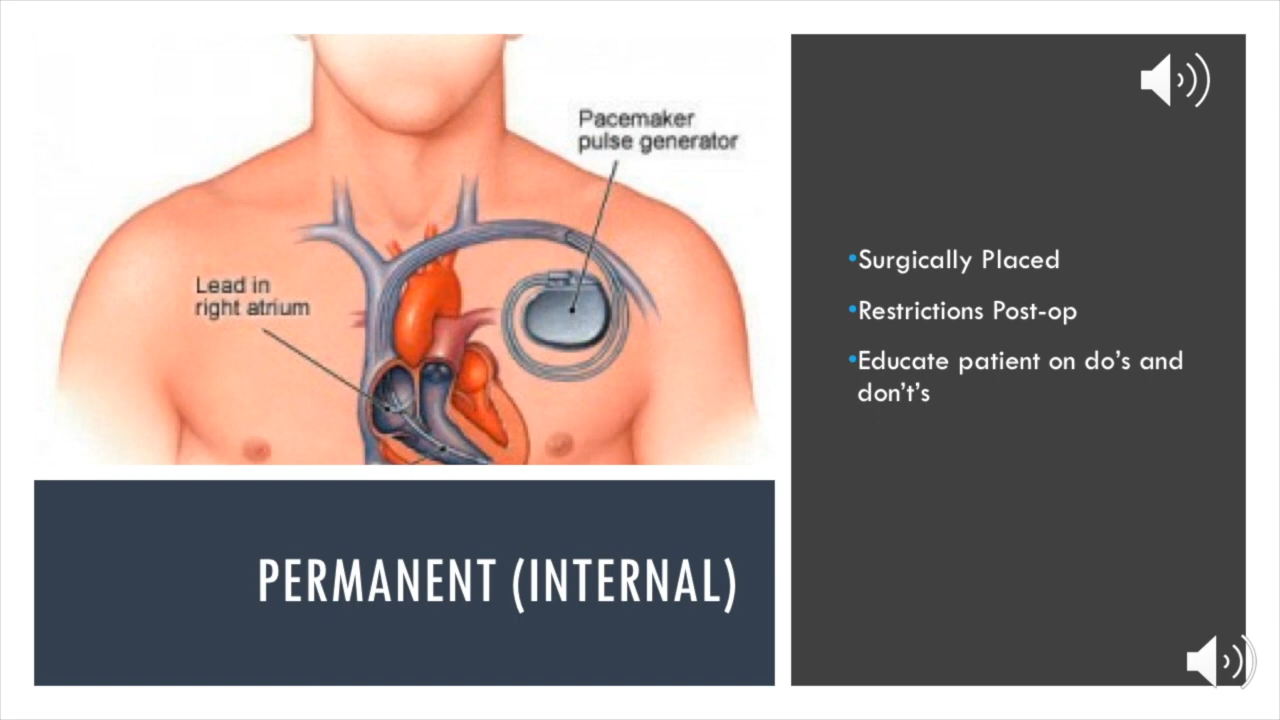 Pacemaker
pulse generator
Lead in
right atrium
PERMANENT (INTERNAL)
•Surgically Placed
•Restrictions Post-op
•Educate patient on do’s and
don’t’s